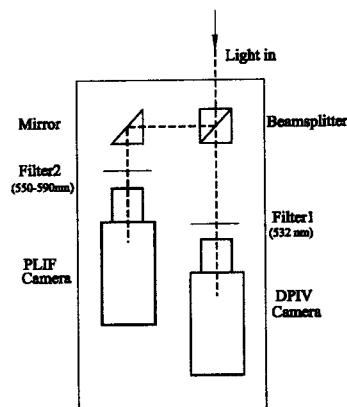 Light in
Mirror
Beamsplitter
Filter2
(550-590nm)
Filter1
(532 nm)
PLIF
Camera
DPIV
Camera